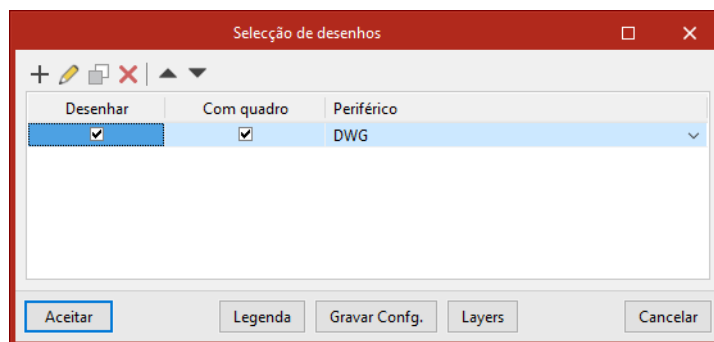 Selecção de desenhos
Desenhar Com quadro Periférico
DWG
Aceitar Legenda Gravar Confg. Layers Cancelar